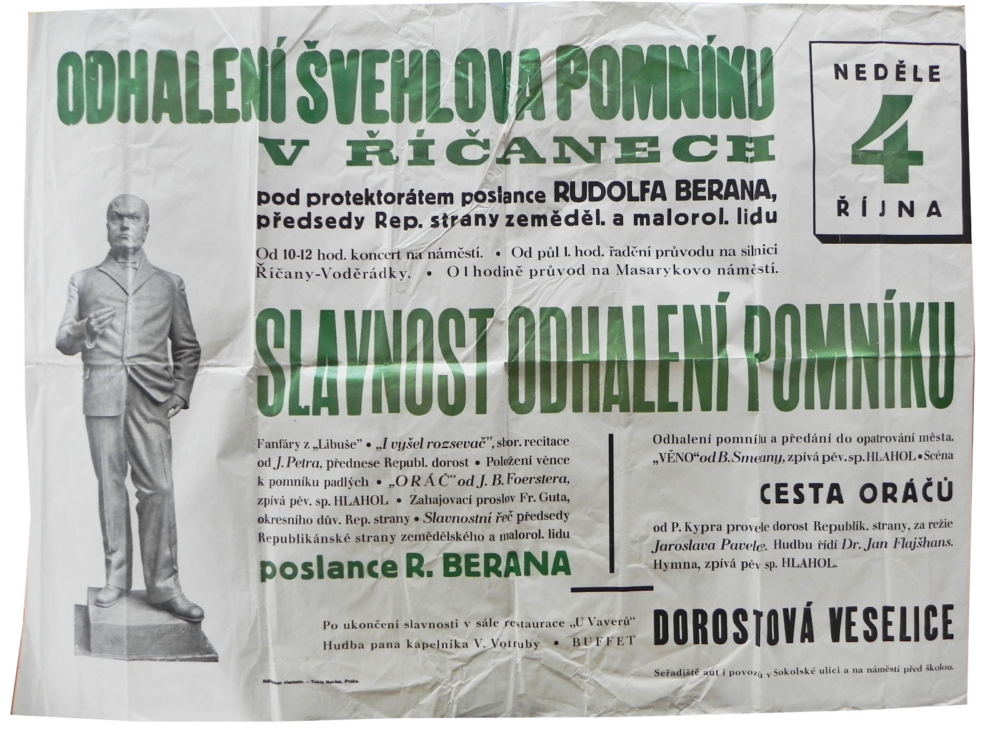 ODHALENÍ ŠVEHLOVA POMNÍKU
V ŘÍČANECH
pod protektorátem poslance RUDOLFA BERANA,
předsedy Rep. strany zeměděl. a malorol. lidu
NEDĚLE
4
ŘÍJNA
Od 10-12 hod. koncert na náměstí. • Od půl 1. hod. řadění průvodu na silnici
Říčany-Voděrádky. • O 1 hodině průvod na Masarykovo náměstí.
SLAVNOST ODHALENÍ POMNÍKU
Fanfáry z „Libuše” • „I vyšel rozsevač”, sbor. recitace
od J. Petra, přednese Republ. dorost • Položení věnce
k pomníku padlých • „ORÁČ” od J. B. Foerstera,
zpívá pěv. sp. HLAHOL • Zahajovací proslov Fr. Guta,
okresního dův. Rep. strany • Slavnostní řeč předsedy
Republikánské strany zemědělského a malorol. lidu
poslance R. BERANA
Odhalení pomníku a předání do opatrování města.
„VĚNO“ od B. Smetany, zpívá pěv. sp. HLAHOL • Scéna
CESTA ORÁČŮ
od P. Kypra provede dorost Republik. strany, za režie
Jaroslava Pavelce. Hudbu řídí Dr. Jan Flajšhans.
Hymna, zpívá pěv sp. HLAHOL.
Po ukončení slavnosti v sále restaurace „U Vaverů“
Hudba pana kapelníka V. Votruby • BUFFET
DOROSTOVÁ VESELICE
Seřadiště aut i povozů v Sokolské ulici a na náměstí před školou.
Nákladem vlastním. – Tiskla Novina, Praha.